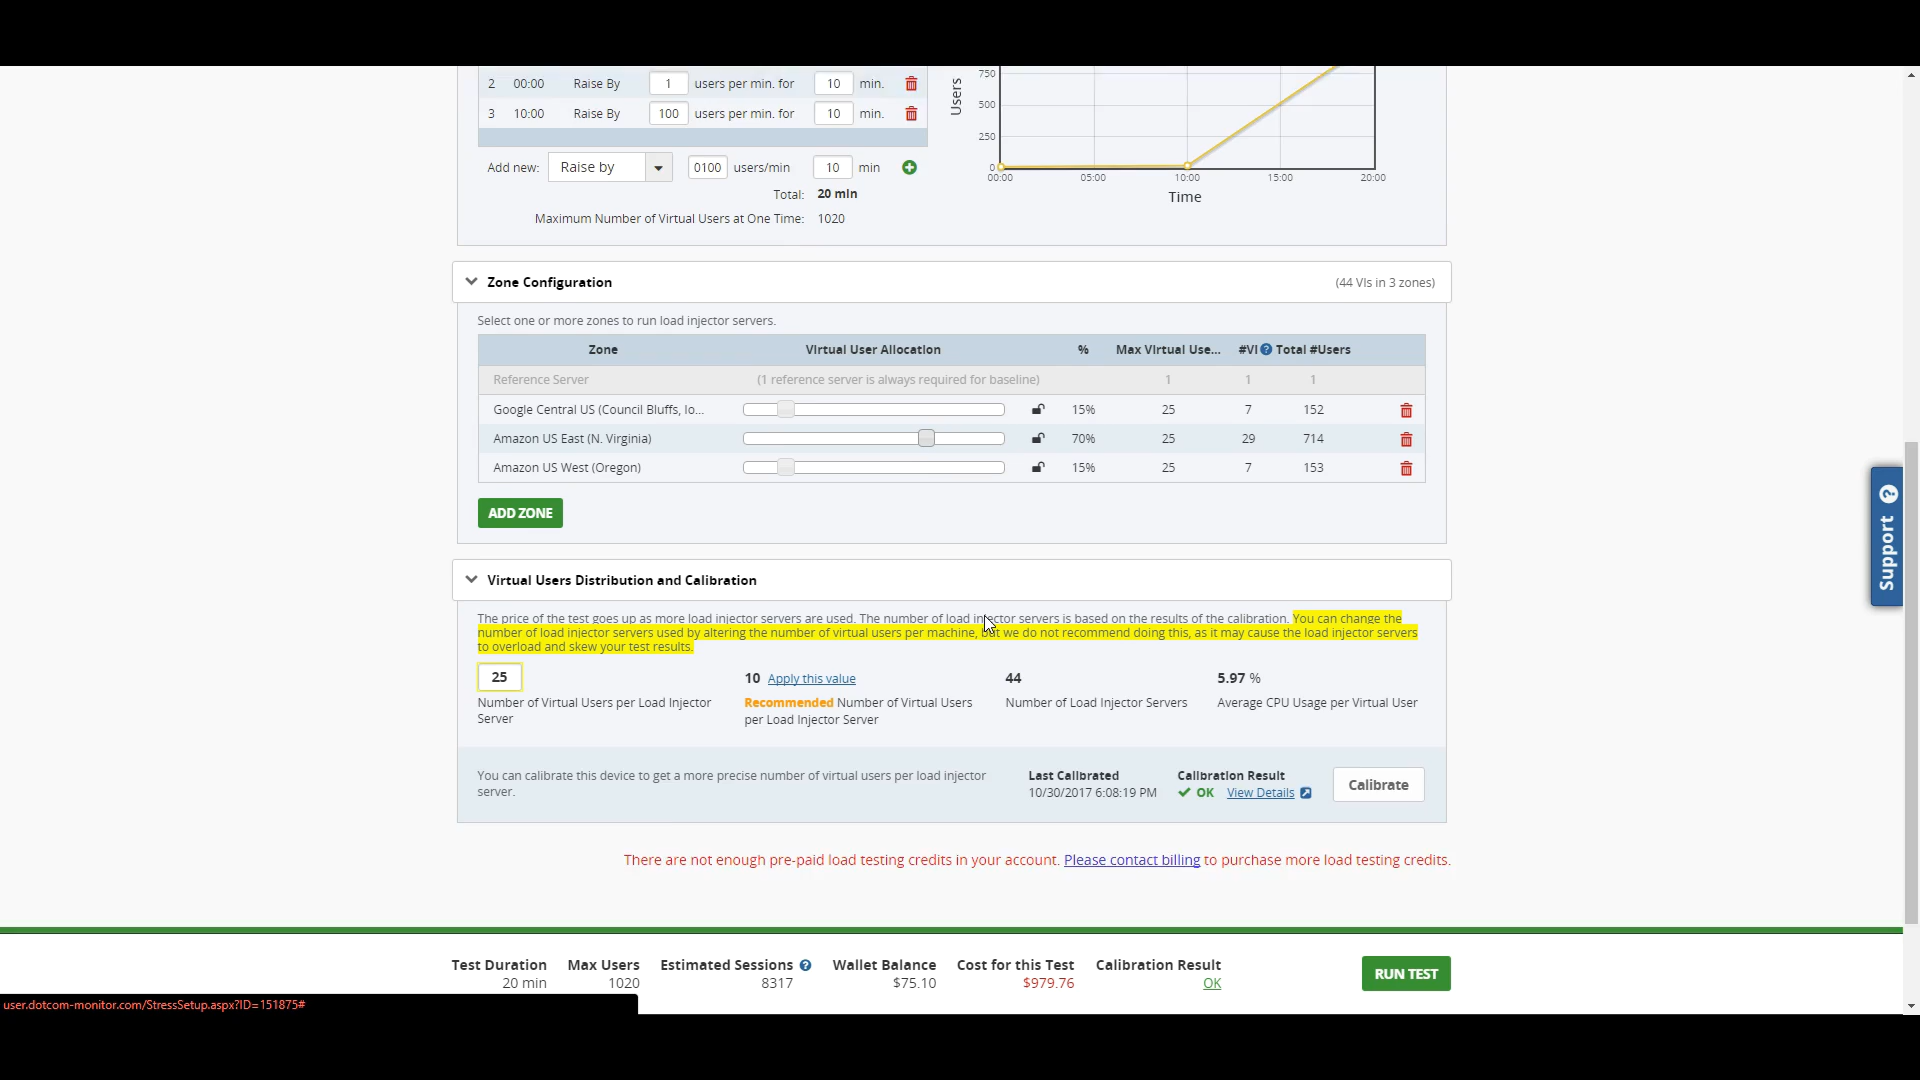 2 00:00 Raise By 1 users per min. for 10 min.
3 10:00 Raise By 100 users per min. for 10 min.
Add new: Raise by 0100 users/min 10 min
Total: 20 min
Maximum Number of Virtual Users at One Time: 1020
Users
750
500
250
0
00:00 05:00 10:00 15:00 20:00
Time
Zone Configuration (44 VIs in 3 zones)
Select one or more zones to run load injector servers.
Zone Virtual User Allocation % Max Virtual Use... #VI Total #Users
Reference Server (1 reference server is always required for baseline) 1 1 1
Google Central US (Council Bluffs, Io... 15% 25 7 152
Amazon US East (N. Virginia) 70% 25 29 714
Amazon US West (Oregon) 15% 25 7 153
ADD ZONE
Virtual Users Distribution and Calibration
The price of the test goes up as more load injector servers are used. The number of load injector servers is based on the results of the calibration. You can change the
number of load injector servers used by altering the number of virtual users per machine, but we do not recommend doing this, as it may cause the load injector servers
to overload and skew your test results.
25 10 Apply this value 44 5.97 %
Number of Virtual Users per Load Injector Recommended Number of Virtual Users Number of Load Injector Servers Average CPU Usage per Virtual User
Server per Load Injector Server
You can calibrate this device to get a more precise number of virtual users per load injector Last Calibrated Calibration Result Calibrate
server. 10/30/2017 6:08:19 PM OK View Details
There are not enough pre-paid load testing credits in your account. Please contact billing to purchase more load testing credits.
Test Duration Max Users Estimated Sessions Wallet Balance Cost for this Test Calibration Result RUN TEST
20 min 1020 8317 $75.10 $979.76 OK
user.dotcom-monitor.com/StressSetup.aspx?ID=151875#
Support